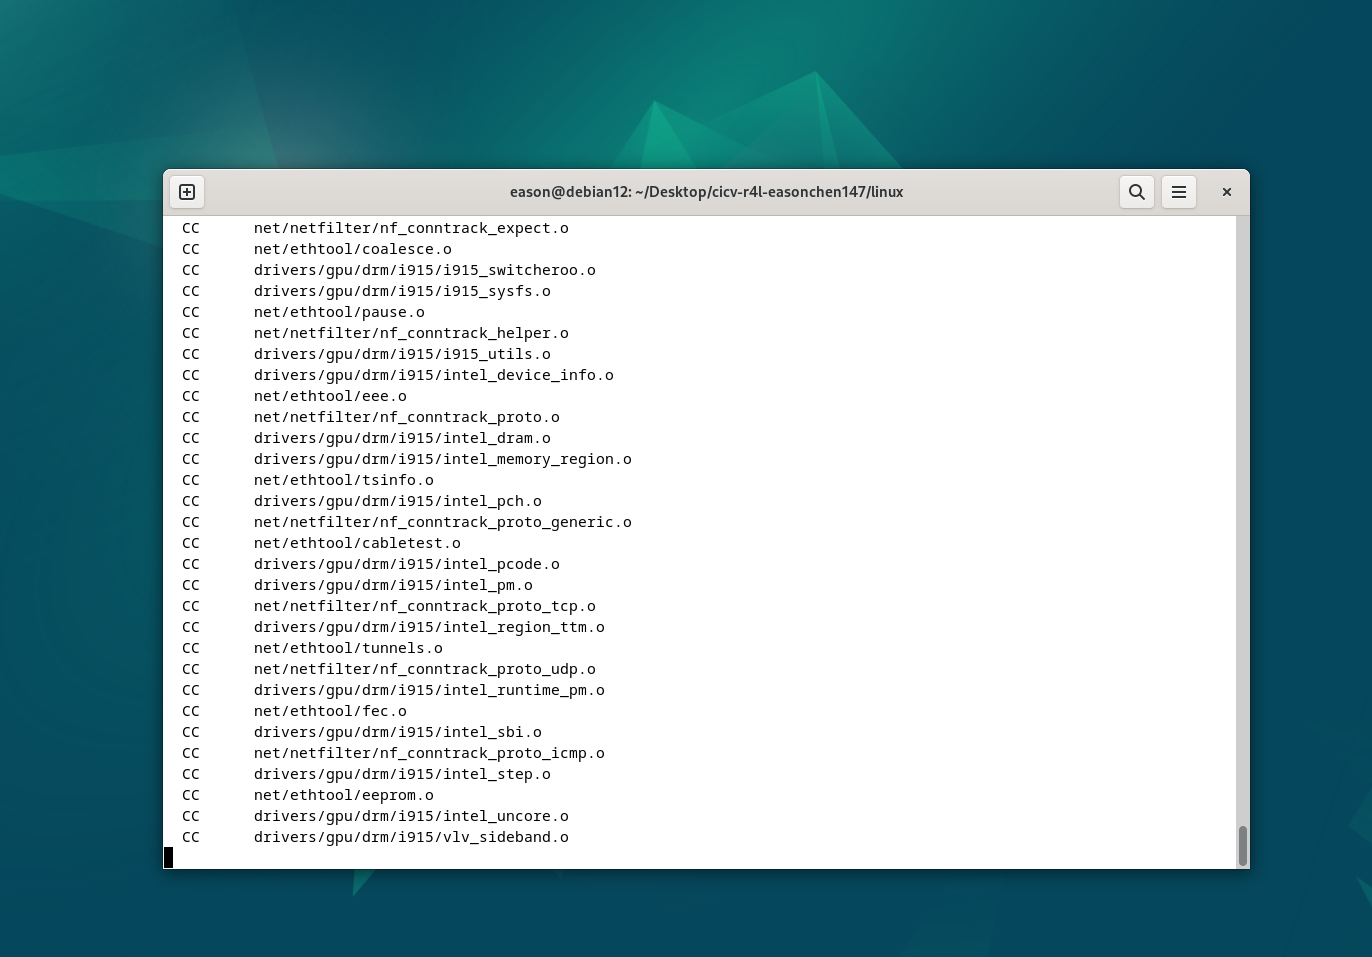 eason@debian12: ~/Desktop/cicv-r4l-easonchen147/linux
CC net/netfilter/nf_conntrack_expect.o
CC net/ethtool/coalesce.o
CC drivers/gpu/drm/i915/i915_switcheroo.o
CC drivers/gpu/drm/i915/i915_sysfs.o
CC net/ethtool/pause.o
CC net/netfilter/nf_conntrack_helper.o
CC drivers/gpu/drm/i915/i915_utils.o
CC drivers/gpu/drm/i915/intel_device_info.o
CC net/ethtool/eee.o
CC net/netfilter/nf_conntrack_proto.o
CC drivers/gpu/drm/i915/intel_dram.o
CC drivers/gpu/drm/i915/intel_memory_region.o
CC net/ethtool/tsinfo.o
CC drivers/gpu/drm/i915/intel_pch.o
CC net/netfilter/nf_conntrack_proto_generic.o
CC net/ethtool/cabletest.o
CC drivers/gpu/drm/i915/intel_pcode.o
CC drivers/gpu/drm/i915/intel_pm.o
CC net/netfilter/nf_conntrack_proto_tcp.o
CC drivers/gpu/drm/i915/intel_region_ttm.o
CC net/ethtool/tunnels.o
CC net/netfilter/nf_conntrack_proto_udp.o
CC drivers/gpu/drm/i915/intel_runtime_pm.o
CC net/ethtool/fec.o
CC drivers/gpu/drm/i915/intel_sbi.o
CC net/netfilter/nf_conntrack_proto_icmp.o
CC drivers/gpu/drm/i915/intel_step.o
CC net/ethtool/eeprom.o
CC drivers/gpu/drm/i915/intel_uncore.o
CC drivers/gpu/drm/i915/vlv_sideband.o